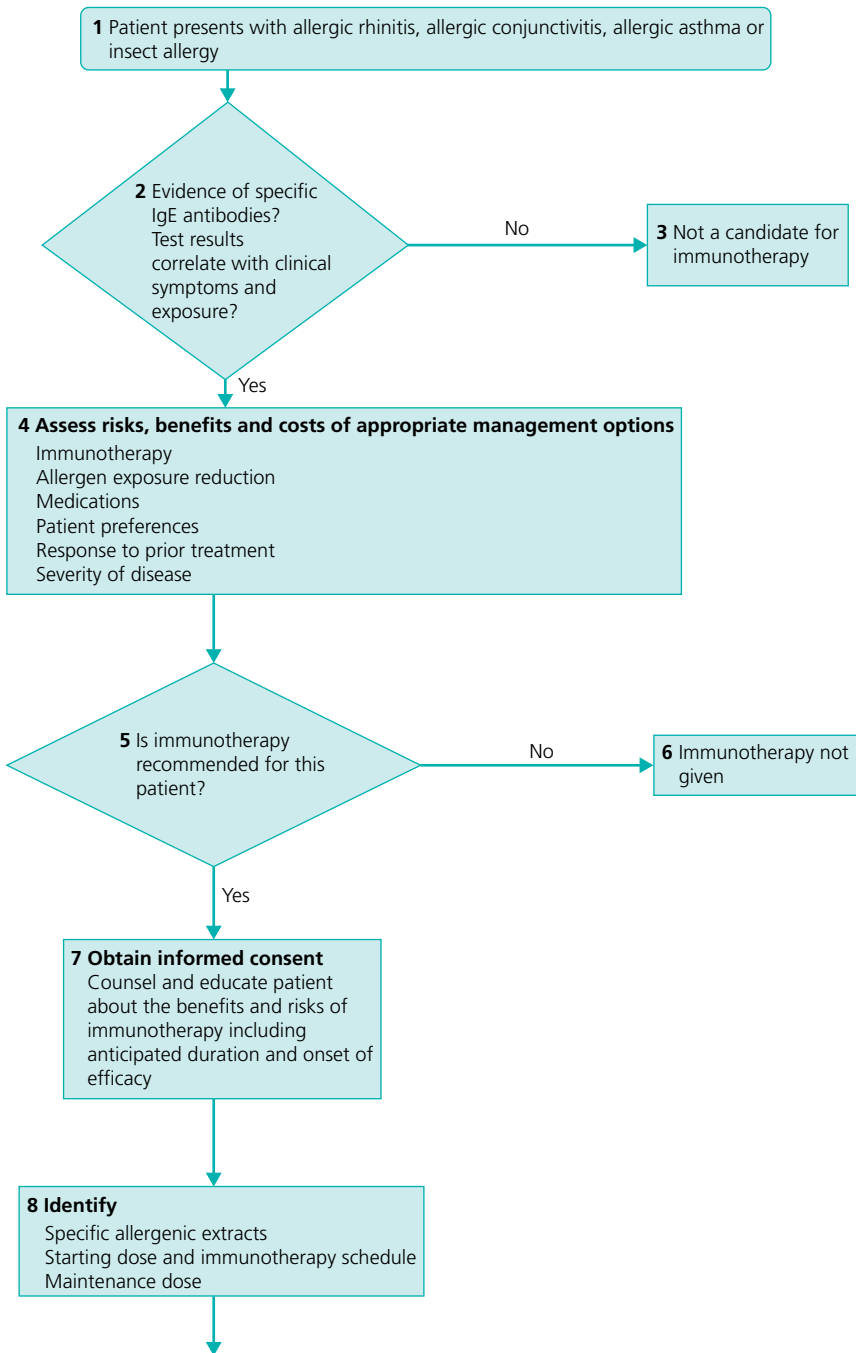 1 Patient presents with allergic rhinitis, allergic conjunctivitis, allergic asthma or
insect allergy
2 Evidence of specific
IgE antibodies?
Test results
correlate with clinical
symptoms and
exposure?
No
3 Not a candidate for
immunotherapy
Yes
4 Assess risks, benefits and costs of appropriate management options
Immunotherapy
Allergen exposure reduction
Medications
Patient preferences
Response to prior treatment
Severity of disease
5 Is immunotherapy
recommended for this
patient?
No
6 Immunotherapy not
given
Yes
7 Obtain informed consent
Counsel and educate patient
about the benefits and risks of
immunotherapy including
anticipated duration and onset of
efficacy
8 Identify
Specific allergenic extracts
Starting dose and immunotherapy schedule
Maintenance dose